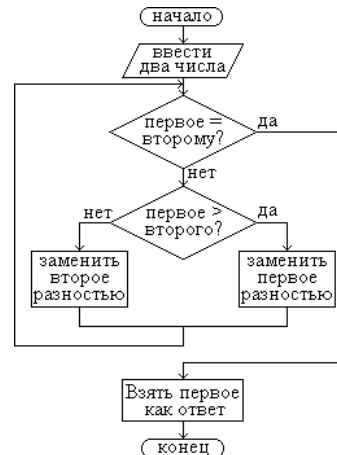 начало
ввести
два числа
первое =
второму?
да
нет
нет
первое >
второго?
да
заменить
второе
разностью
заменить
первое
разностью
Взять первое
как ответ
конец